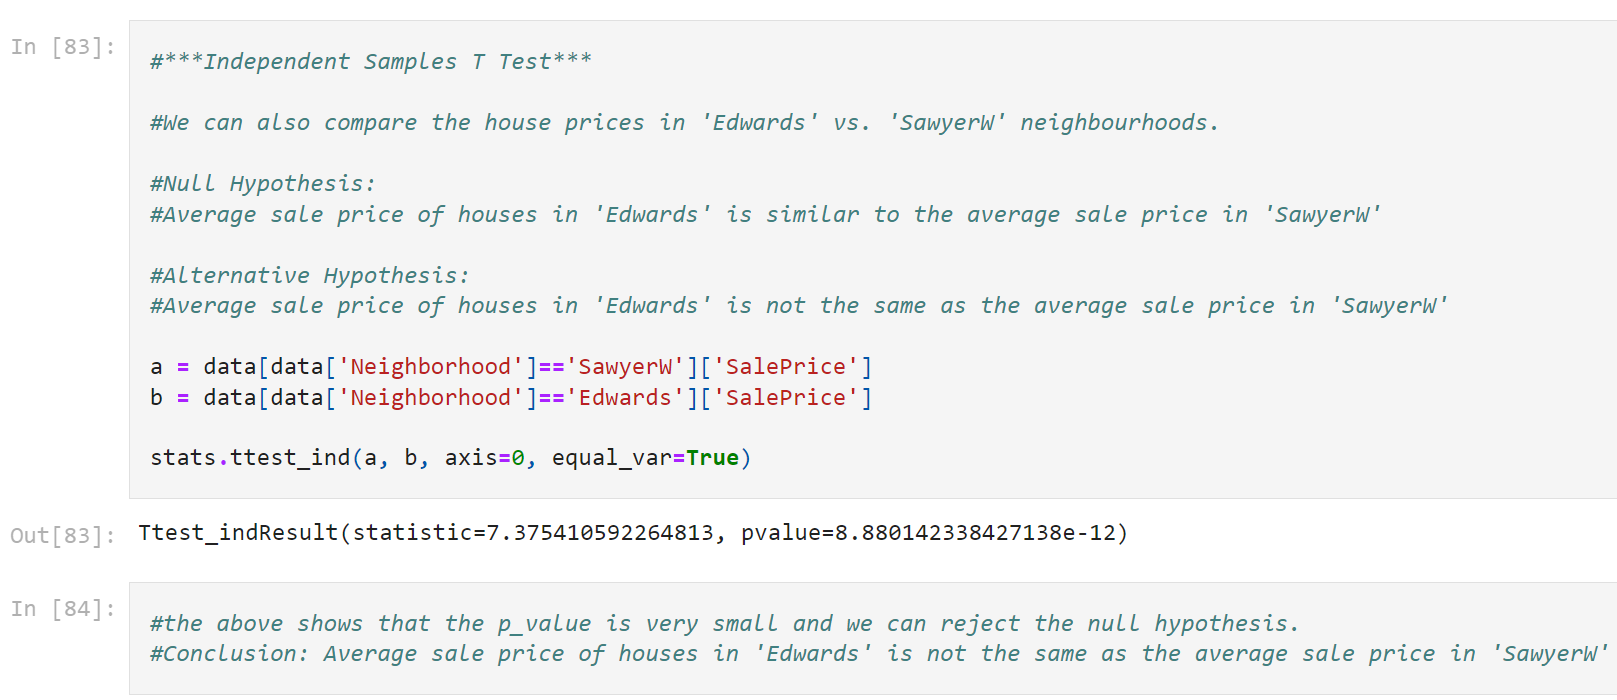 In [83]:
#***Independent Samples T Test***
#We can also compare the house prices in 'Edwards' vs. 'SawyerW' neighbourhoods.
#Null Hypothesis:
#Average sale price of houses in 'Edwards' is similar to the average sale price in 'SawyerW'
#Alternative Hypothesis:
#Average sale price of houses in 'Edwards' is not the same as the average sale price in 'SawyerW'
a = data[data['Neighborhood']=='SawyerW']['SalePrice']
b = data[data['Neighborhood']=='Edwards']['SalePrice']
stats.ttest_ind(a, b, axis=0, equal_var=True)
Out[83]: Ttest_indResult(statistic=7.375410592264813, pvalue=8.880142338427138e-12)
In [84]:
#the above shows that the p_value is very small and we can reject the null hypothesis.
#Conclusion: Average sale price of houses in 'Edwards' is not the same as the average sale price in 'SawyerW'